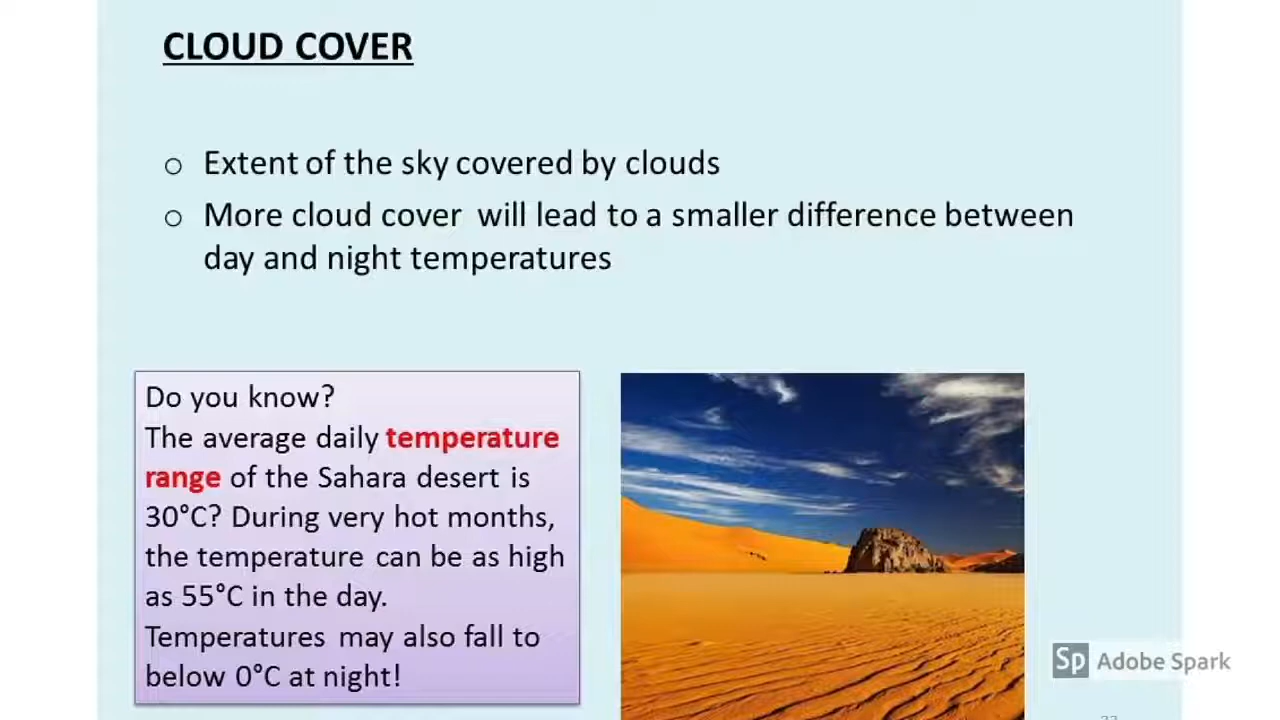 CLOUD COVER
o Extent of the sky covered by clouds
o More cloud cover will lead to a smaller difference between
day and night temperatures
Do you know?
The average daily temperature
range of the Sahara desert is
30°C? During very hot months,
the temperature can be as high
as 55°C in the day.
Temperatures may also fall to
below 0°C at night!
Sp Adobe Spark